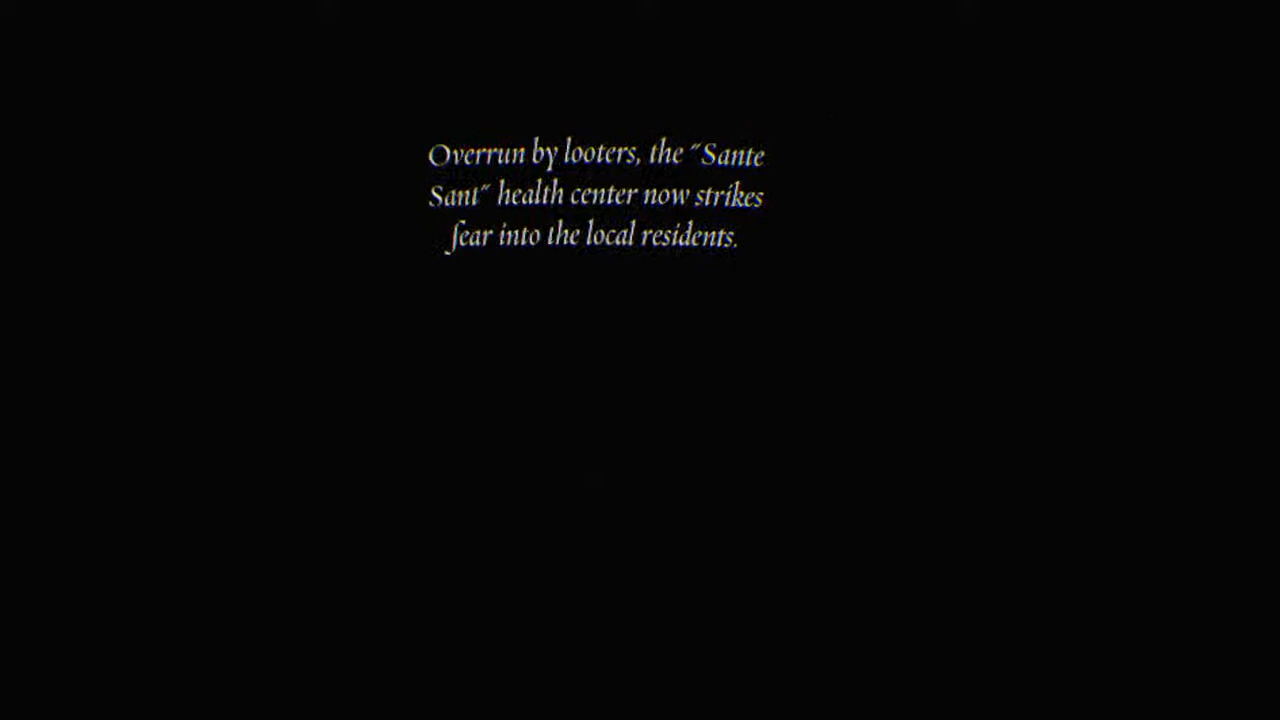 Overrun by looters, the "Sante
Sant" health center now strikes
fear into the local residents.